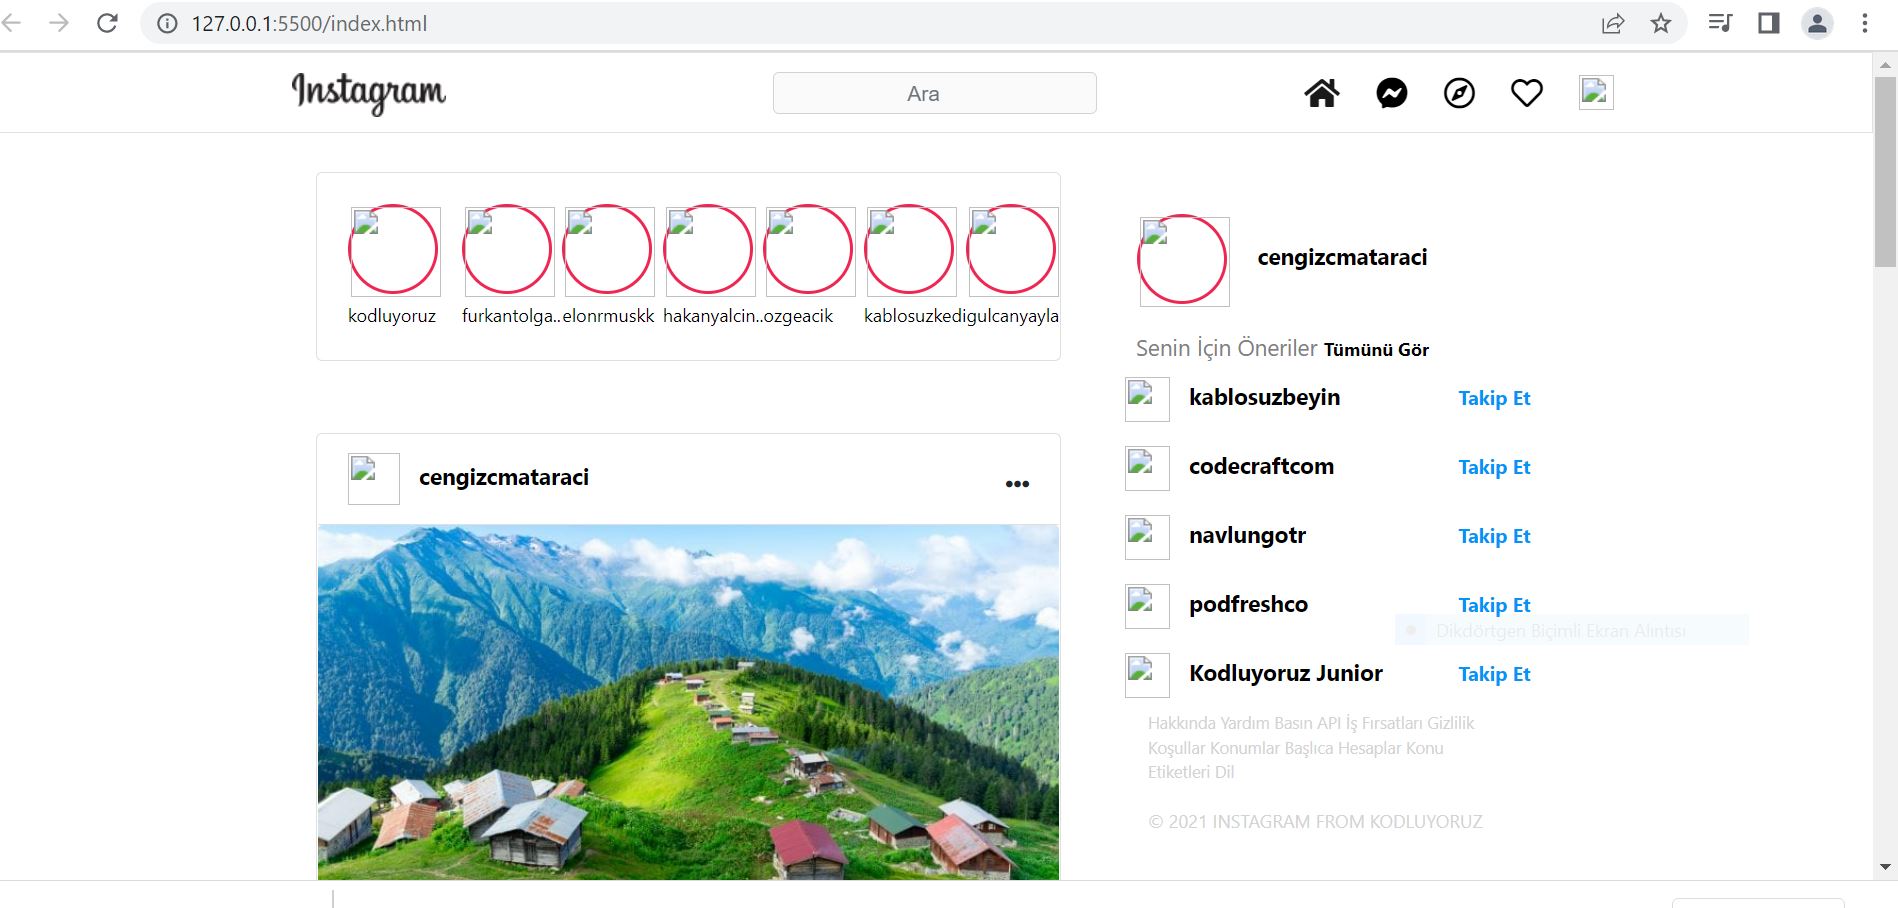 127.0.0.1:5500/index.html
Instagram
Ara
kodluyoruz furkantolga.. elonrmuskk hakanyalcin.. ozgeacik kablosuzkedi gulcanyayla
cengizcmataraci
Senin İçin Öneriler Tümünü Gör
kablosuzbeyin Takip Et
codecraftcom Takip Et
navlungotr Takip Et
podfreshco Takip Et
Dikdörtgen Biçimli Ekran Alıntısı
Kodluyoruz Junior Takip Et
Hakkında Yardım Basın API İş Fırsatları Gizlilik
Koşullar Konumlar Başlıca Hesaplar Konu
Etiketleri Dil
© 2021 INSTAGRAM FROM KODLUYORUZ
cengizcmataraci